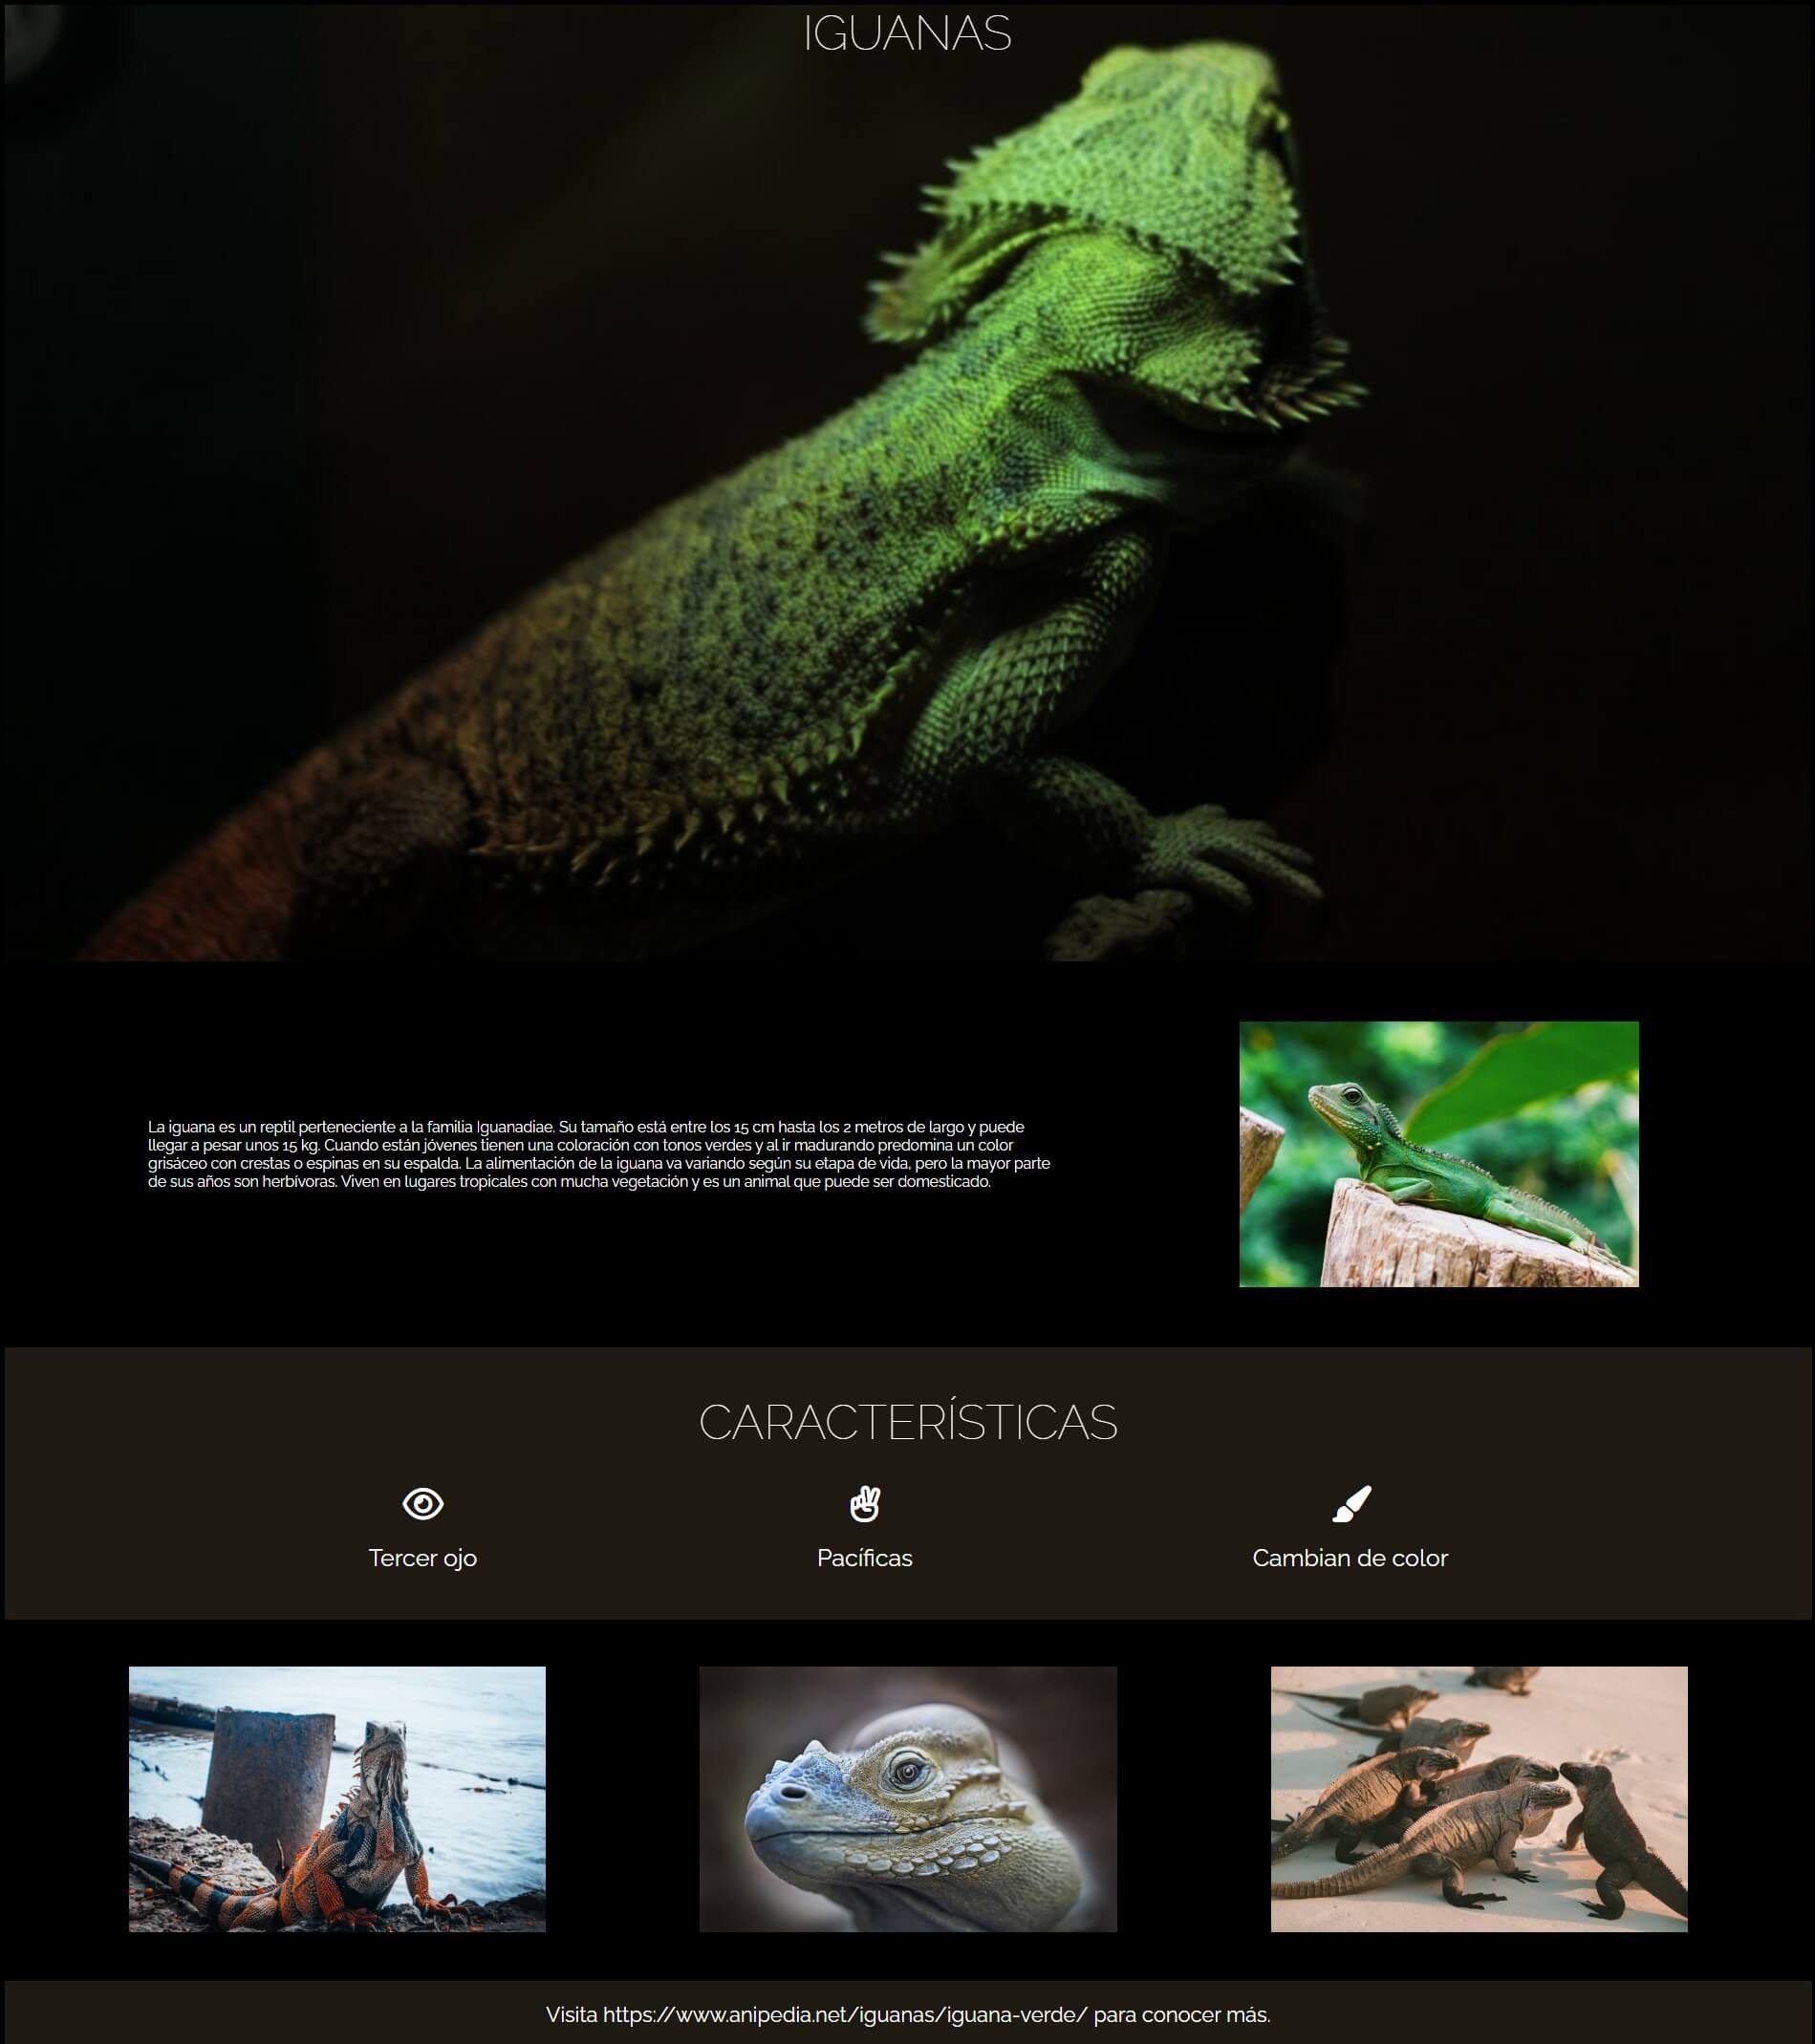 IGUANAS
La iguana es un reptil perteneciente a la familia Iguanadiae. Su tamaño está entre los 15 cm hasta los 2 metros de largo y puede
llegar a pesar unos 15 kg. Cuando están jóvenes tienen una coloración con tonos verdes y al ir madurando predomina un color
grisáceo con crestas o espinas en su espalda. La alimentación de la iguana va variando según su etapa de vida, pero la mayor parte
de sus años son herbívoras. Viven en lugares tropicales con mucha vegetación y es un animal que puede ser domesticado.
CARACTERÍSTICAS
Tercer ojo
Pacíficas
Cambian de color
Visita https://www.anipedia.net/iguanas/iguana-verde/ para conocer más.